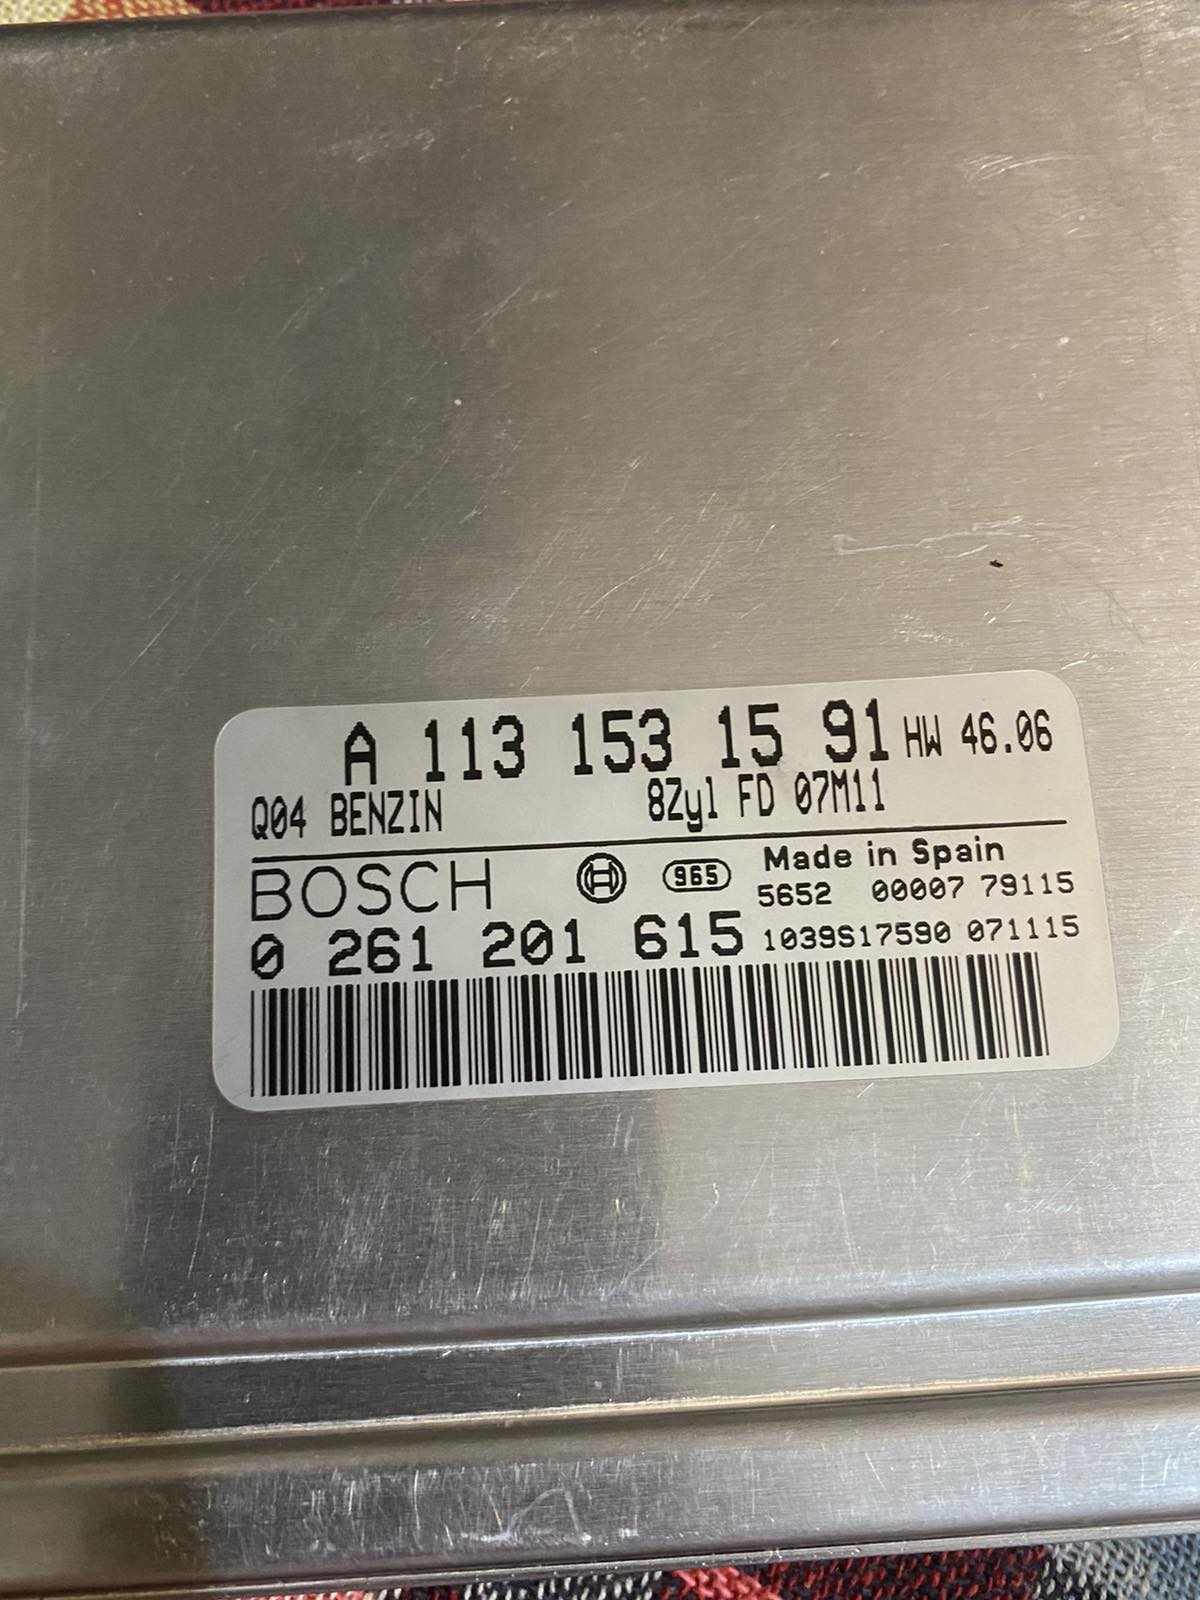 A 113 153 15 91 HW 46.06
Q04 BENZIN 8Zyl FD 07M11
BOSCH 965 Made in Spain
5652 00007 79115
0 261 201 615 1039S17590 071115